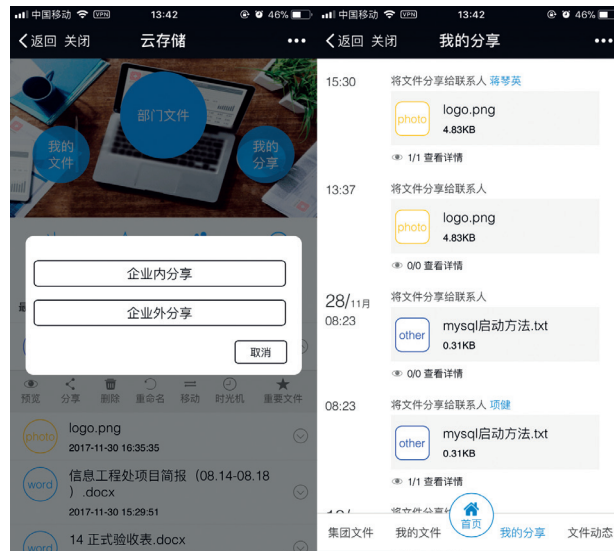 中国移动 VPN 13:42 46%
返回 关闭 云存储
部门文件
我的
文件
我的
分享
企业内分享
企业外分享
取消
预览 分享 删除 重命名 移动 时光机 重要文件
photo logo.png
2017-11-30 16:35:35
word 信息工程处项目简报（08.14-08.18
）.docx
2017-11-30 15:29:51
word 14 正式验收表.docx
中国移动 VPN 13:42 46%
返回 关闭 我的分享
15:30 将文件分享给联系人 蒋琴英
photo logo.png
4.83KB
1/1 查看详情
13:37 将文件分享给联系人
photo logo.png
4.83KB
0/0 查看详情
28/11月 将文件分享给联系人
08:23
other mysql启动方法.txt
0.31KB
0/0 查看详情
08:23 将文件分享给联系人 项健
other mysql启动方法.txt
0.31KB
1/1 查看详情
将文件分享给联系人
集团文件 我的文件 首页 我的分享 文件动态